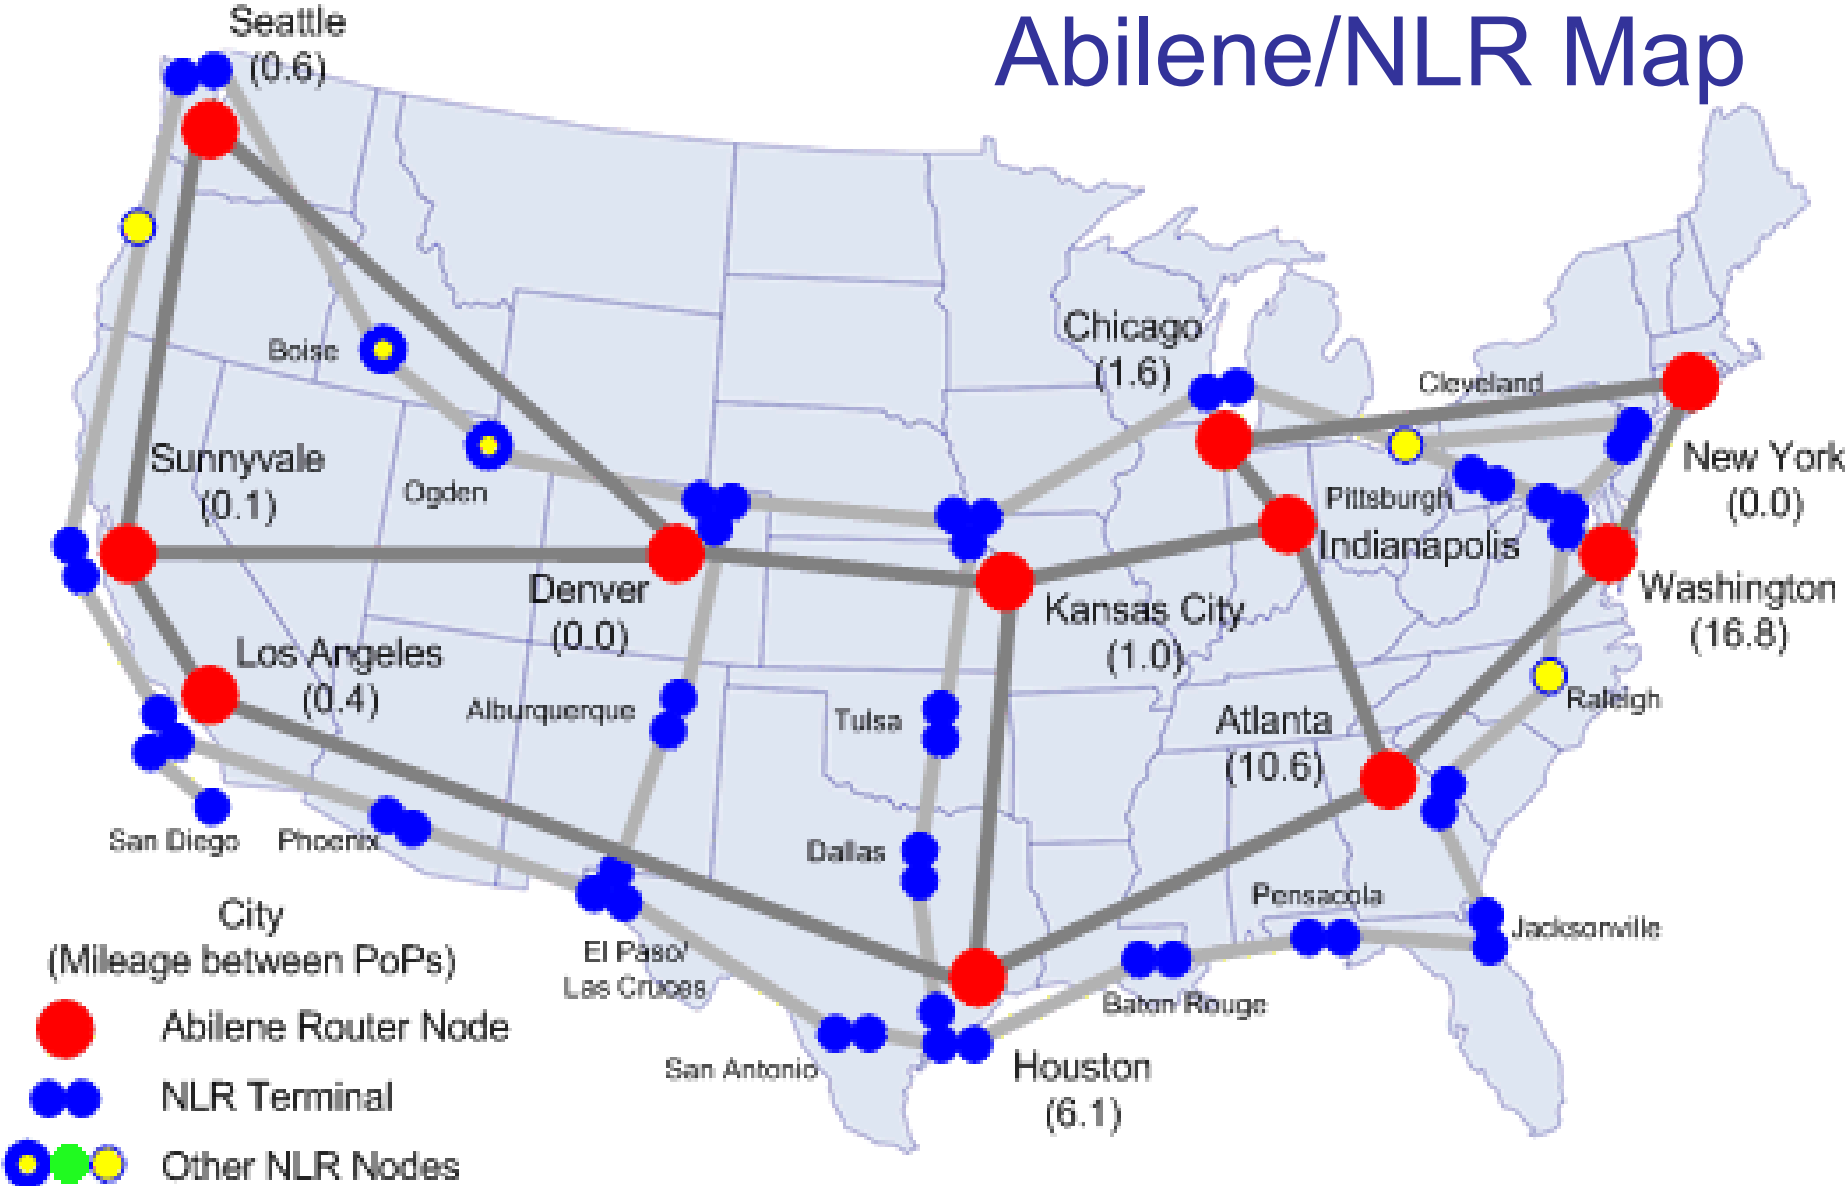 Abilene/NLR Map
Seattle
(0.6)
Chicago
(1.6)
Boise
Cleveland
Sunnyvale
(0.1)
New York
(0.0)
Ogden
Pittsburgh
Indianapolis
Denver
(0.0)
Washington
(16.8)
Kansas City
(1.0)
Los Angeles
(0.4)
Alburquerque
Tulsa
Raleigh
Atlanta
(10.6)
San Diego
Phoenix
Dallas
Pensacola
Jacksonville
El Paso/
Las Cruces
Baton Rouge
San Antonio
Houston
(6.1)
City
(Mileage between PoPs)
Abilene Router Node
NLR Terminal
Other NLR Nodes